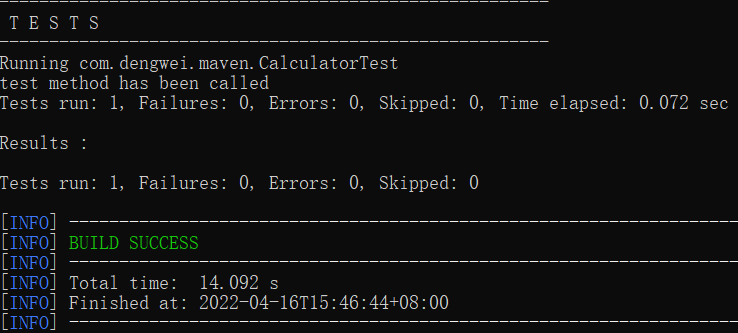 -------------------------------------------------------
 T E S T S
-------------------------------------------------------
Running com.dengwei.maven.CalculatorTest
test method has been called
Tests run: 1, Failures: 0, Errors: 0, Skipped: 0, Time elapsed: 0.072 sec

Results :

Tests run: 1, Failures: 0, Errors: 0, Skipped: 0

[INFO] -------------------------------------------------------------------
[INFO] BUILD SUCCESS
[INFO] -------------------------------------------------------------------
[INFO] Total time:  14.092 s
[INFO] Finished at: 2022-04-16T15:46:44+08:00
[INFO] -------------------------------------------------------------------